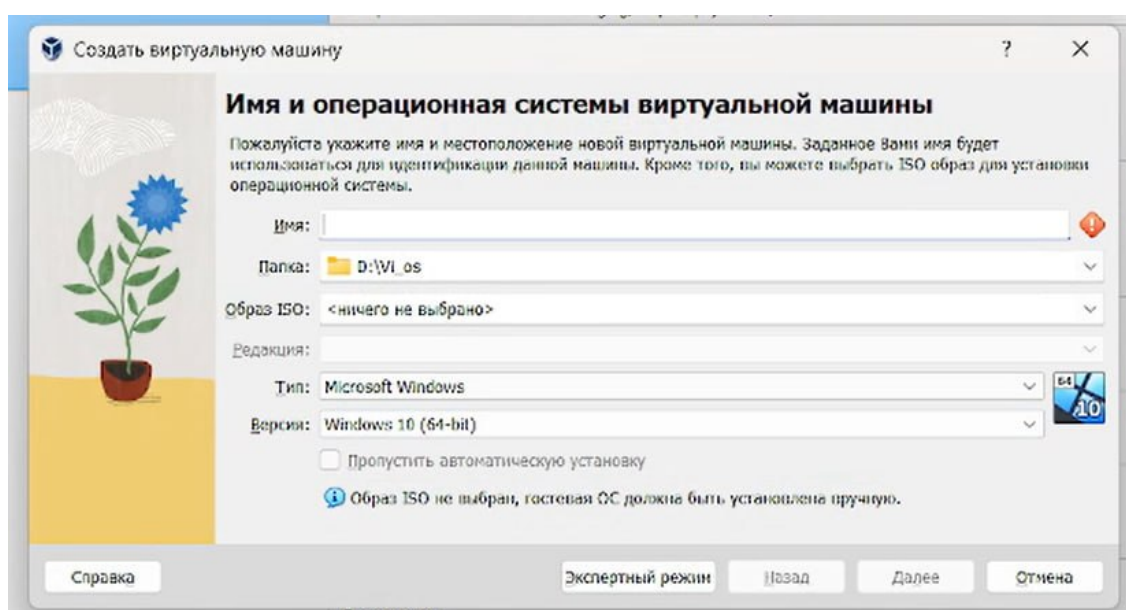 Создать виртуальную машину
?
Имя и операционная системы виртуальной машины
Пожалуйста укажите имя и местоположение новой виртуальной машины. Заданное Вами имя будет
использоваться для идентификации данной машины. Кроме того, вы можете выбрать ISO образ для установки
операционной системы.
Имя:
Папка: D:\Vi_os
Образ ISO: <ничего не выбрано>
Редакция:
Тип: Microsoft Windows
64
10
Версия: Windows 10 (64-bit)
Пропустить автоматическую установку
Образ ISO не выбран, гостевая ОС должна быть установлена вручную.
Справка Экспертный режим Назад Далее Отмена